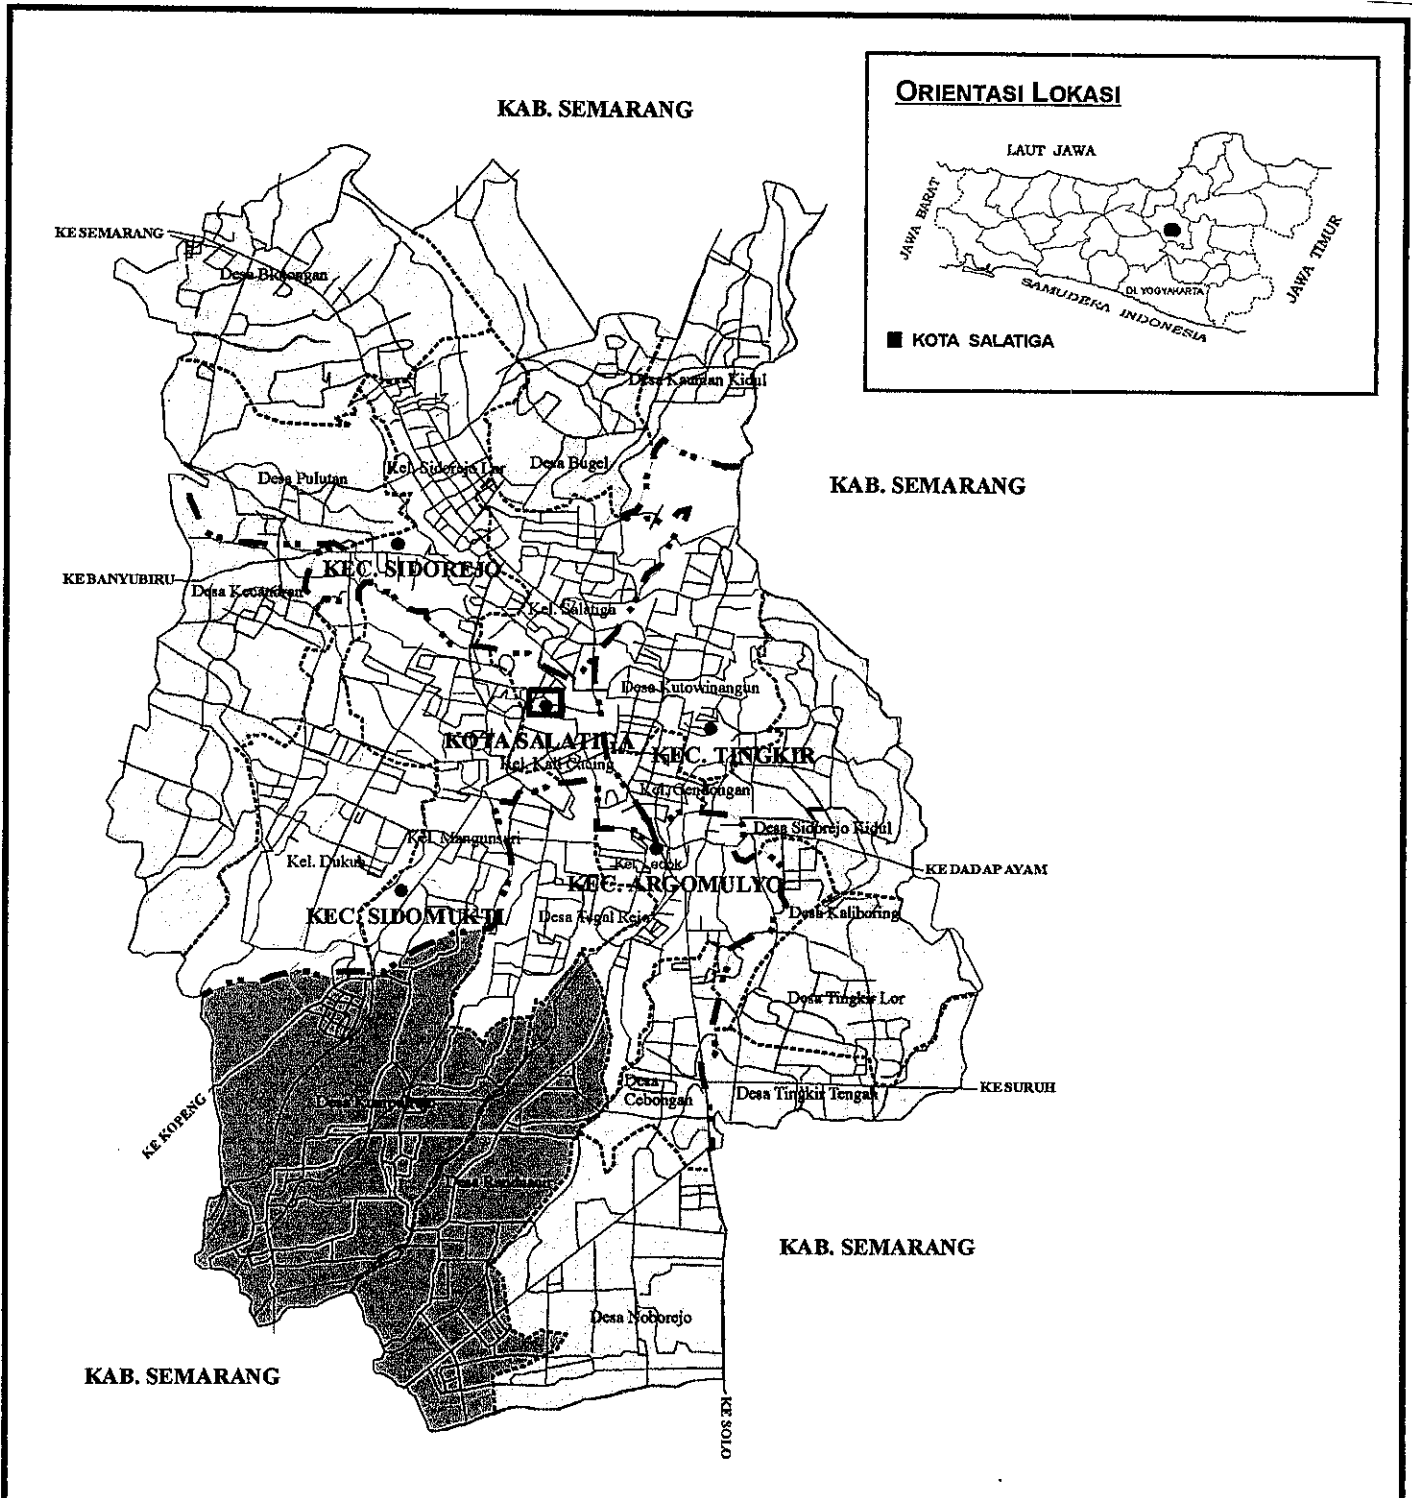 KAB. SEMARANG
ORIENTASI LOKASI
LAUT JAWA
JAWA BARAT
JAWA TIMUR
DI. YOGYAKARTA
SAMUDERA INDONESIA
KOTA SALATIGA
KE SEMARANG
Desa Blotongan
Desa Kauman Kidul
Kel. Sidorejo Lor
Desa Bugel
Desa Pulutan
KAB. SEMARANG
KEC. SIDOREJO
KE BANYUBIRU
Desa Kecandran
Kel. Salatiga
Desa Kutowinangun
KOTA SALATIGA
KEC. TINGKIR
Kel. Kali Cacing
Kel. Gendongan
Desa Sidorejo Kidul
Kel. Mangunsari
Kel. Dukuh
Kel. Ledok
KE DADAP AYAM
KEC. ARGOMULYO
KEC. SIDOMUKTI
Desa Tegal Rejo
Desa Kaliboring
Desa Tingkir Lor
Desa
Cebongan
KE SURUH
Desa Tingkir Tengah
KE KOPENG
Desa
Desa
KAB. SEMARANG
Desa Noborejo
KAB. SEMARANG
KE SOLO